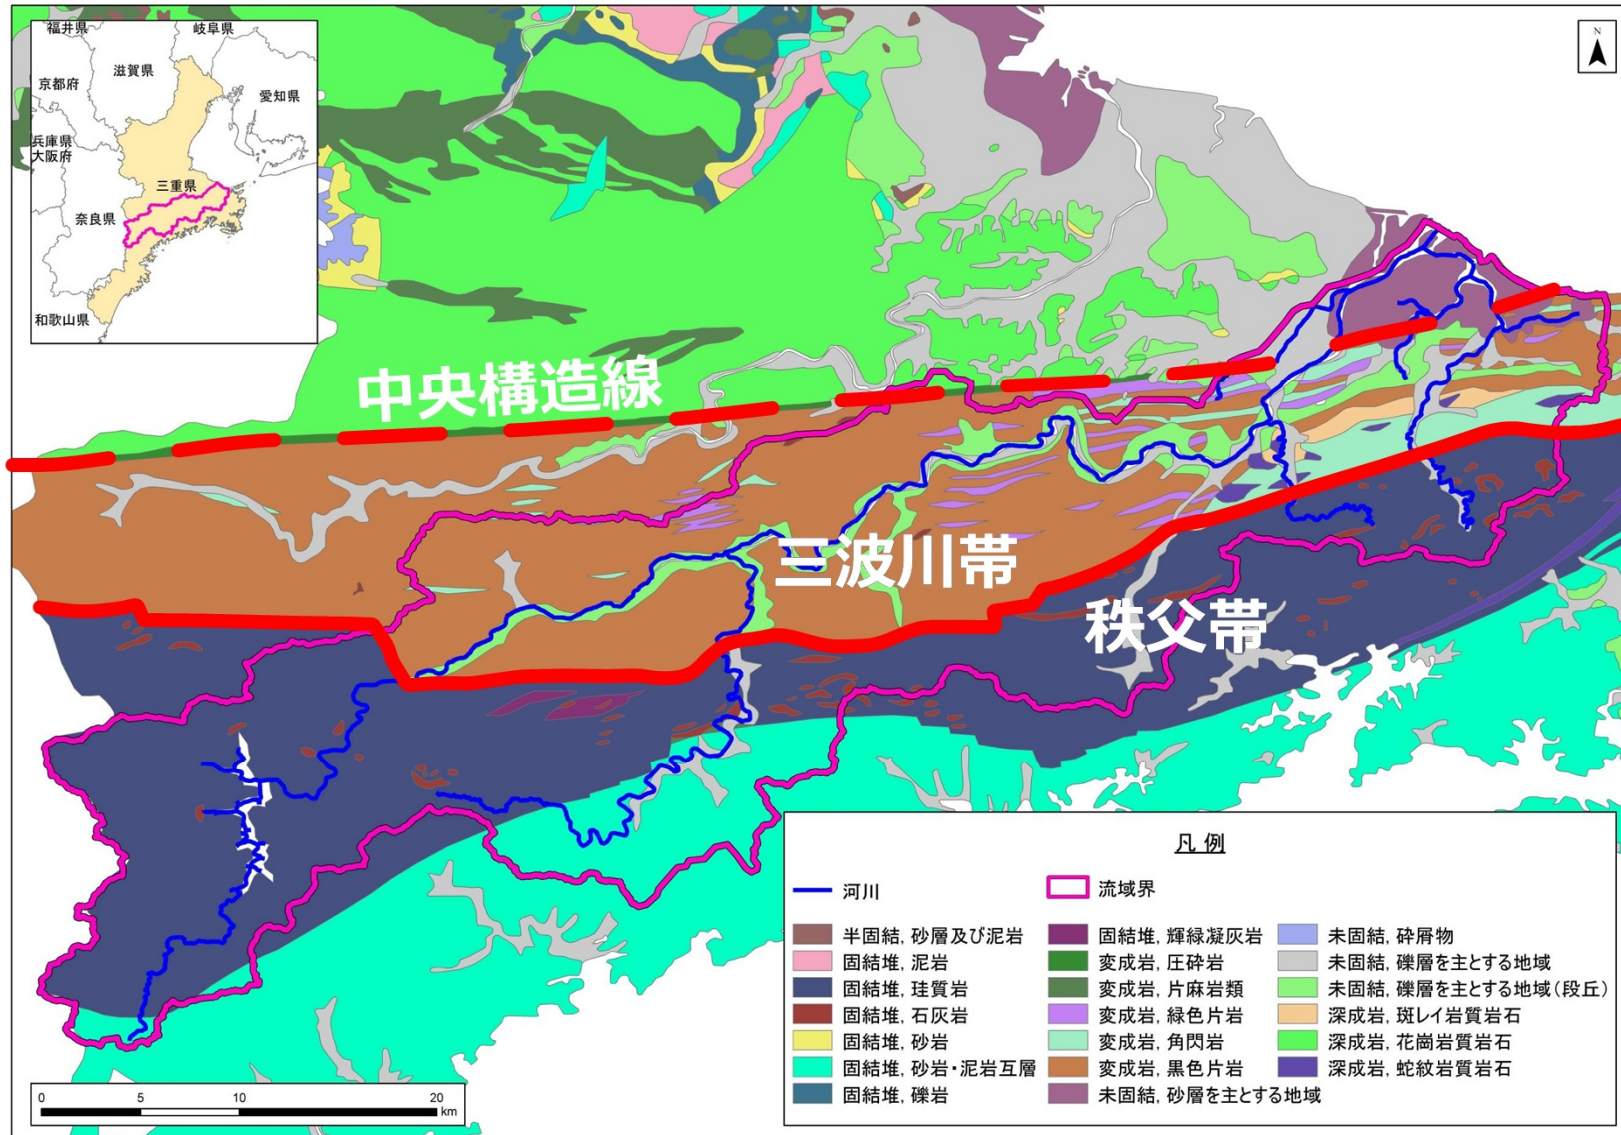 福井県
岐阜県
滋賀県
京都府
愛知県
兵庫県
大阪府
三重県
奈良県
和歌山県
N
中央構造線
三波川帯
秩父帯
凡例
河川
流域界
半固結, 砂層及び泥岩
固結堆, 泥岩
固結堆, 珪質岩
固結堆, 石灰岩
固結堆, 砂岩
固結堆, 砂岩・泥岩互層
固結堆, 礫岩
固結堆, 輝緑凝灰岩
変成岩, 圧砕岩
変成岩, 片麻岩類
変成岩, 緑色片岩
変成岩, 角閃岩
変成岩, 黒色片岩
未固結, 砂層を主とする地域
未固結, 砕屑物
未固結, 礫層を主とする地域
未固結, 礫層を主とする地域(段丘)
深成岩, 斑レイ岩質岩石
深成岩, 花崗岩質岩石
深成岩, 蛇紋岩質岩石
0 5 10 20
km